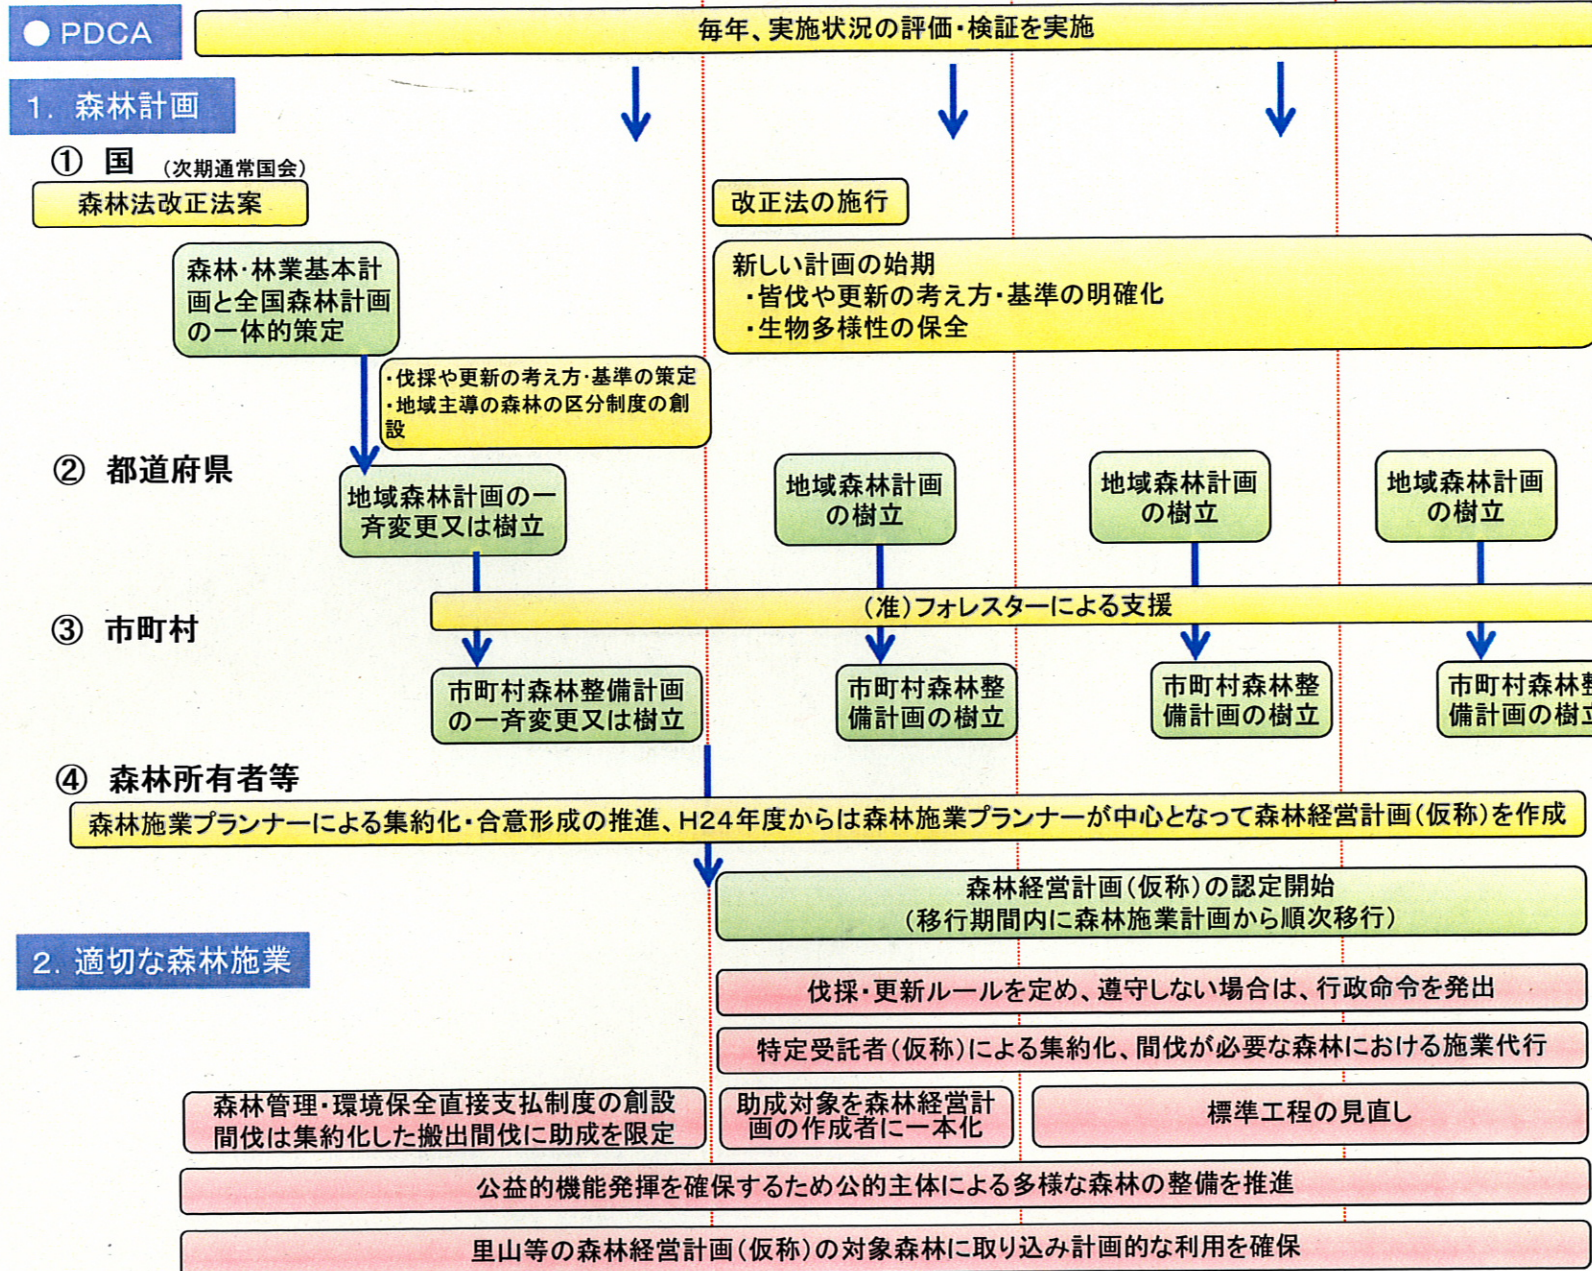 ● PDCA
毎年、実施状況の評価・検証を実施
1. 森林計画
① 国 (次期通常国会)
森林法改正法案
改正法の施行
森林・林業基本計
画と全国森林計画
の一体的策定
新しい計画の始期
・皆伐や更新の考え方・基準の明確化
・生物多様性の保全
・伐採や更新の考え方・基準の策定
・地域主導の森林の区分制度の創
設
② 都道府県
地域森林計画の一
斉変更又は樹立
地域森林計画
の樹立
地域森林計画
の樹立
地域森林計画
の樹立
(准)フォレスターによる支援
③ 市町村
市町村森林整備計画
の一斉変更又は樹立
市町村森林整
備計画の樹立
市町村森林整
備計画の樹立
市町村森林整
備計画の樹立
④ 森林所有者等
森林施業プランナーによる集約化・合意形成の推進、H24年度からは森林施業プランナーが中心となって森林経営計画(仮称)を作成
森林経営計画(仮称)の認定開始
(移行期間内に森林施業計画から順次移行)
2. 適切な森林施業
伐採・更新ルールを定め、遵守しない場合は、行政命令を発出
特定受託者(仮称)による集約化、間伐が必要な森林における施業代行
森林管理・環境保全直接支払制度の創設
間伐は集約化した搬出間伐に助成を限定
助成対象を森林経営計
画の作成者に一本化
標準工程の見直し
公益的機能発揮を確保するため公的主体による多様な森林の整備を推進
里山等の森林経営計画(仮称)の対象森林に取り込み計画的な利用を確保